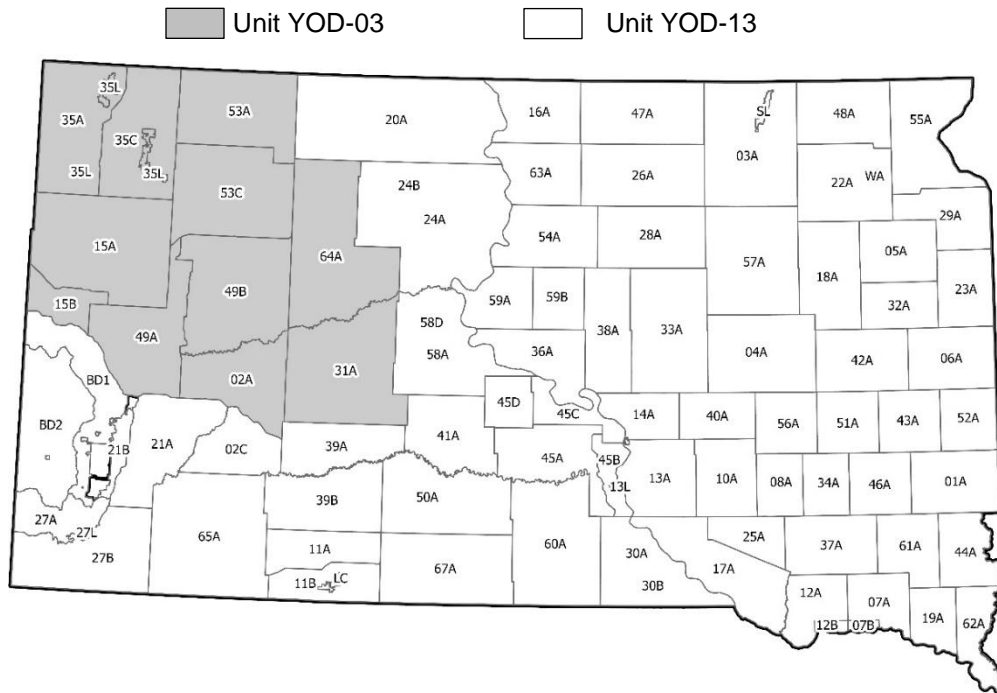 Unit YOD-03 Unit YOD-13
35L
35A 53A 20A 16A 47A SL 48A 55A
35C 03A
35L 35L 53C 24B 63A 26A 22A WA
24A 29A
15A 64A 54A 28A 57A 18A 05A
15B 49B 59A 59B 32A 23A
49A 58D 38A 33A
58A 36A 04A 42A 06A
02A 31A
BD1 45D 45C 14A 40A 56A 51A 43A 52A
BD2 21B 21A 02C 39A 41A 45A 45B 13A 10A 08A 34A 46A 01A
13L
27A 39B 50A
27L 65A 60A 25A
27B 11A 30A 17A 37A 61A 44A
11B LC 67A 30B 12A 07A
12B 07B 19A 62A